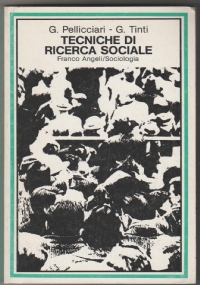 G. Pellicciari - G. Tinti
TECNICHE DI
RICERCA SOCIALE
Franco Angeli/Sociologia